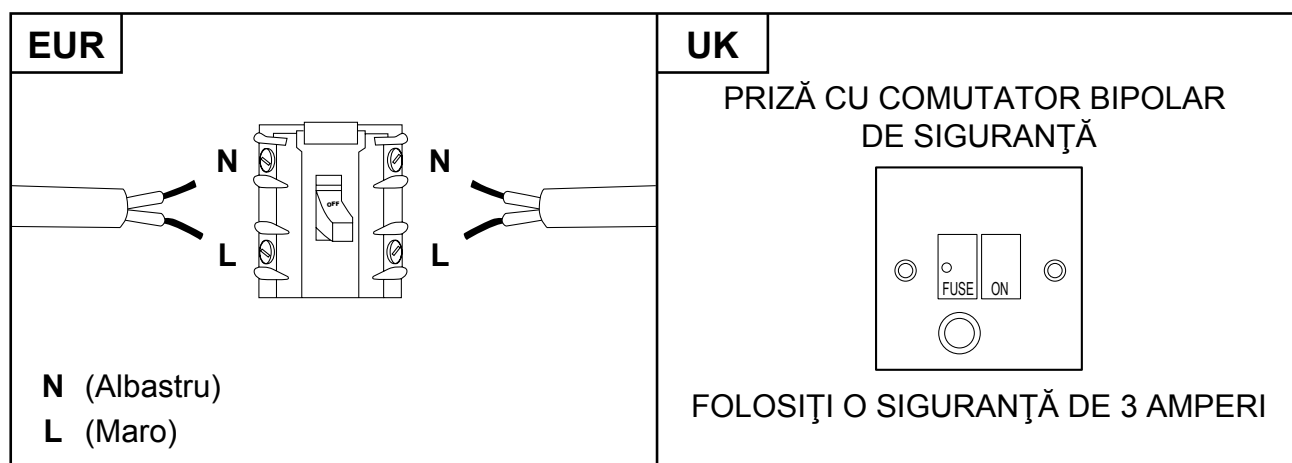 EUR
N
N
OFF
L
L
N (Albastru)
L (Maro)
UK
PRIZĂ CU COMUTATOR BIPOLAR
DE SIGURANŢĂ
FUSE ON
FOLOSIŢI O SIGURANŢĂ DE 3 AMPERI